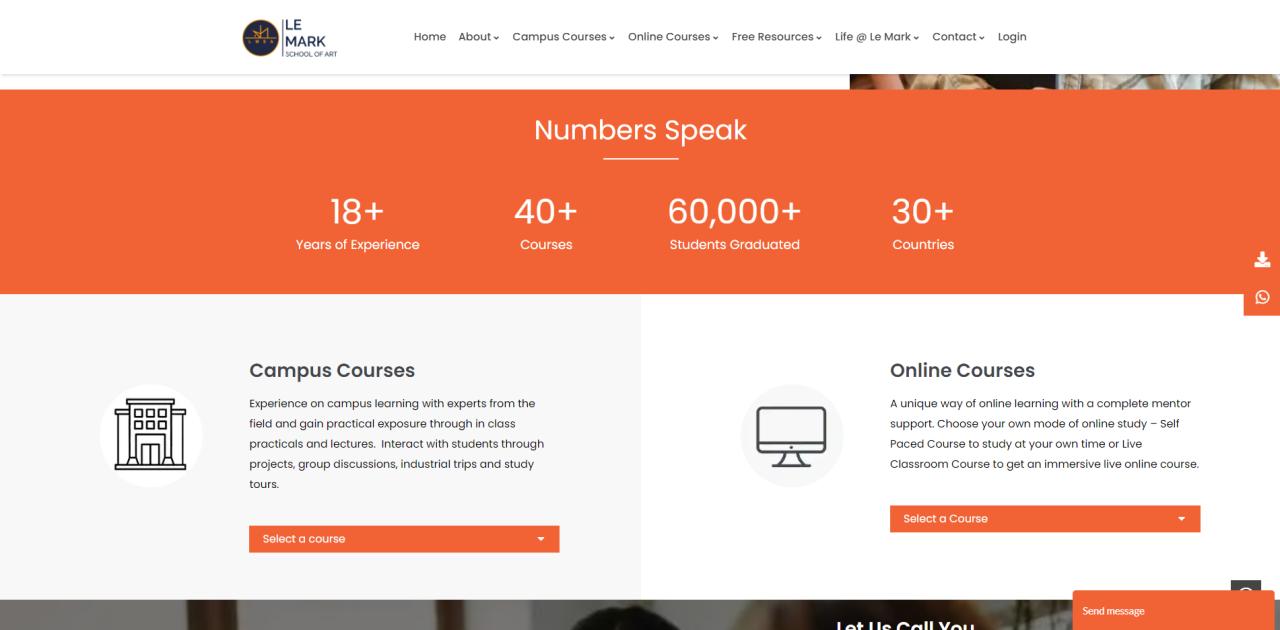 LE
MARK
SCHOOL OF ART
LMSA
Home About Campus Courses Online Courses Free Resources Life @ Le Mark Contact Login
Numbers Speak
18+ 40+ 60,000+ 30+
Years of Experience Courses Students Graduated Countries
Campus Courses
Experience on campus learning with experts from the
field and gain practical exposure through in class
practicals and lectures. Interact with students through
projects, group discussions, industrial trips and study
tours.
Select a course
Online Courses
A unique way of online learning with a complete mentor
support. Choose your own mode of online study – Self
Paced Course to study at your own time or Live
Classroom Course to get an immersive live online course.
Select a Course
Let Us Call You
Send message